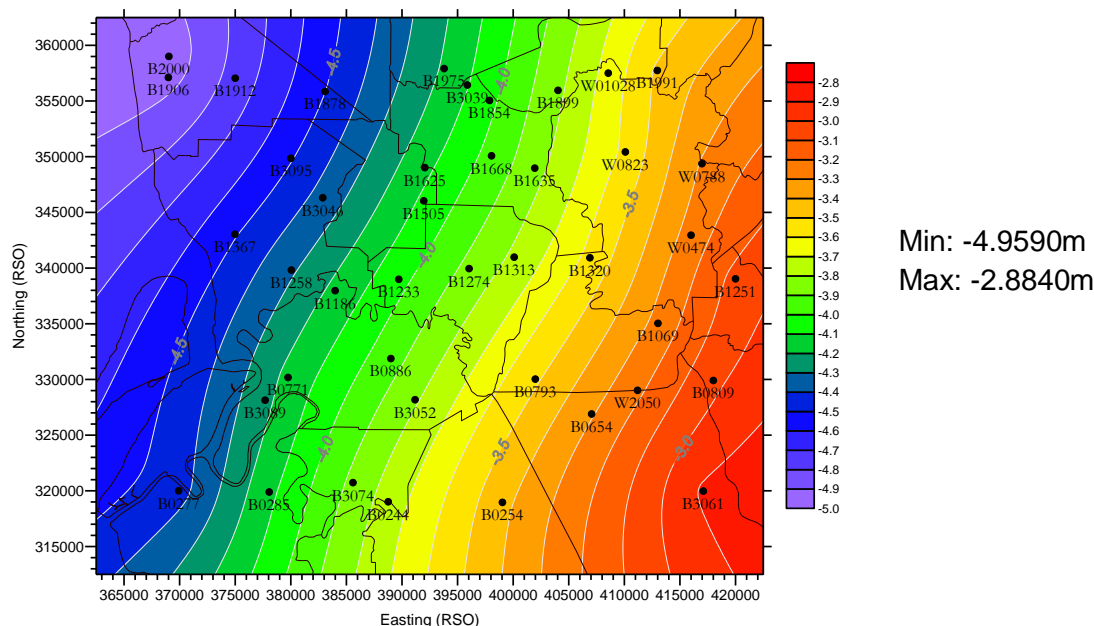 360000
355000
350000
345000
340000
335000
330000
325000
320000
315000
Northing (RSO)
365000 370000 375000 380000 385000 390000 395000 400000 405000 410000 415000 420000
Easting (RSO)
B2000
B1906
B1912
B1878
-4.5
B1975
B3039
-4.0
B1854
B1899
W01028
B1991
B3095
B1625
B1668
B1635
W0823
W0788
B3046
B1505
-3.5
B1367
-4.0
W0474
B1258
B1186
B1233
B1274
B1313
B1320
B1251
-4.5
B1069
B0771
B3089
B0886
B3052
B0793
W2050
B0809
B0654
-4.0
-3.5
-3.0
B0277
B0285
B3074
B0244
B0254
B3061
-2.8
-2.9
-3.0
-3.2
-3.3
-3.4
-3.5
-3.6
-3.7
-3.8
-3.9
-4.0
-4.1
-4.2
-4.3
-4.4
-4.5
-4.6
-4.7
-4.8
-4.9
-5.0
Min: -4.9590m
Max: -2.8840m